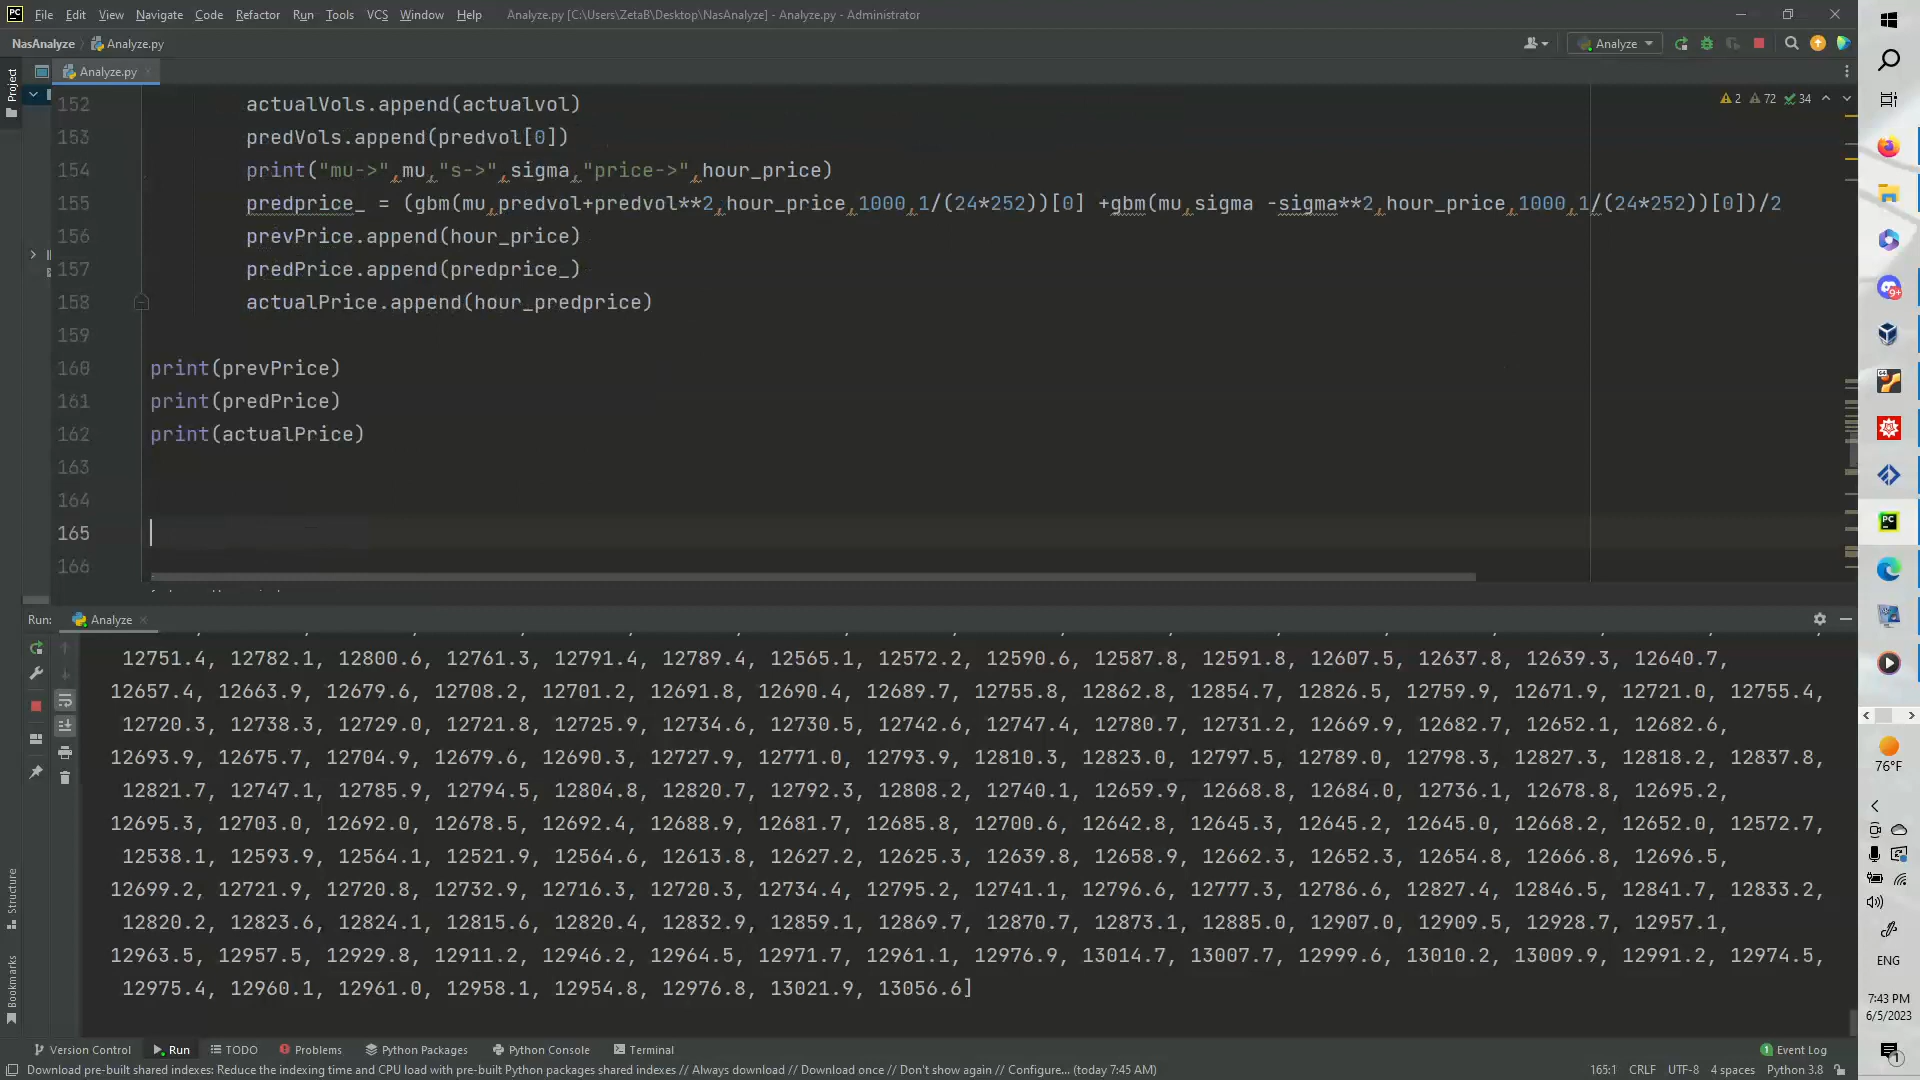 File Edit View Navigate Code Refactor Run Tools VCS Window Help Analyze.py [C:\Users\ZetaB\Desktop\NasAnalyze] - Analyze.py - Administrator
NasAnalyze Analyze.py Analyze
Project
Analyze.py
152 actualVols.append(actualvol)
2 72 34
153 predVols.append(predvol[0])
154 print("mu->",mu,"s->",sigma,"price->",hour_price)
155 predprice_ = (gbm(mu,predvol+predvol**2,hour_price,1000,1/(24*252))[0] +gbm(mu,sigma -sigma**2,hour_price,1000,1/(24*252))[0])/2
156 prevPrice.append(hour_price)
157 predPrice.append(predprice_)
158 actualPrice.append(hour_predprice)
159
160 print(prevPrice)
161 print(predPrice)
162 print(actualPrice)
163
164
165
166
Run: Analyze
12751.4, 12782.1, 12800.6, 12761.3, 12791.4, 12789.4, 12565.1, 12572.2, 12590.6, 12587.8, 12591.8, 12607.5, 12637.8, 12639.3, 12640.7,
12657.4, 12663.9, 12679.6, 12708.2, 12701.2, 12691.8, 12690.4, 12689.7, 12755.8, 12862.8, 12854.7, 12826.5, 12759.9, 12671.9, 12721.0, 12755.4,
12720.3, 12738.3, 12729.0, 12721.8, 12725.9, 12734.6, 12730.5, 12742.6, 12747.4, 12780.7, 12731.2, 12669.9, 12682.7, 12652.1, 12682.6,
12693.9, 12675.7, 12704.9, 12679.6, 12690.3, 12727.9, 12771.0, 12793.9, 12810.3, 12823.0, 12797.5, 12789.0, 12798.3, 12827.3, 12818.2, 12837.8,
12821.7, 12747.1, 12785.9, 12794.5, 12804.8, 12820.7, 12792.3, 12808.2, 12740.1, 12659.9, 12668.8, 12684.0, 12736.1, 12678.8, 12695.2,
12695.3, 12703.0, 12692.0, 12678.5, 12692.4, 12688.9, 12681.7, 12685.8, 12700.6, 12642.8, 12645.3, 12645.2, 12645.0, 12668.2, 12652.0, 12572.7,
12538.1, 12593.9, 12564.1, 12521.9, 12564.6, 12613.8, 12627.2, 12625.3, 12639.8, 12658.9, 12662.3, 12652.3, 12654.8, 12666.8, 12696.5,
12699.2, 12721.9, 12720.8, 12732.9, 12716.3, 12720.3, 12734.4, 12795.2, 12741.1, 12796.6, 12777.3, 12786.6, 12827.4, 12846.5, 12841.7, 12833.2,
12820.2, 12823.6, 12824.1, 12815.6, 12820.4, 12832.9, 12859.1, 12869.7, 12870.7, 12873.1, 12885.0, 12907.0, 12909.5, 12928.7, 12957.1,
12963.5, 12957.5, 12929.8, 12911.2, 12946.2, 12964.5, 12971.7, 12961.1, 12976.9, 13014.7, 13007.7, 12999.6, 13010.2, 13009.9, 12991.2, 12974.5,
12975.4, 12960.1, 12961.0, 12958.1, 12954.8, 12976.8, 13021.9, 13056.6]
Structure
Bookmarks
Version Control Run TODO Problems Python Packages Python Console Terminal 1 Event Log
Download pre-built shared indexes: Reduce the indexing time and CPU load with pre-built Python packages shared indexes // Always download // Download once // Don't show again // Configure... (today 7:45 AM) 165:1 CRLF UTF-8 4 spaces Python 3.8
PC
9+
64
PC
76°F
ENG
7:43 PM
6/5/2023
1